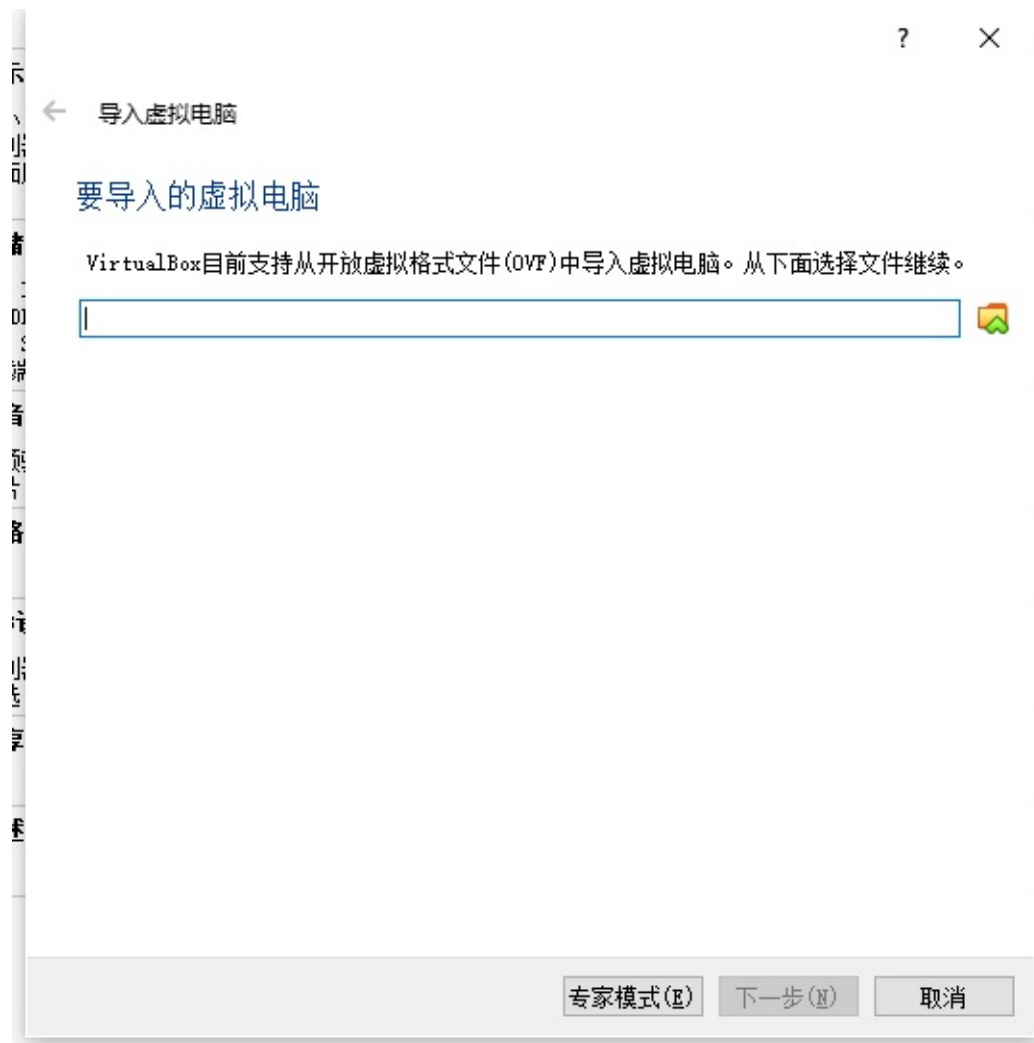 ?
导入虚拟电脑
要导入的虚拟电脑
VirtualBox目前支持从开放虚拟格式文件(OVF)中导入虚拟电脑。从下面选择文件继续。
专家模式(E) 下一步(N) 取消